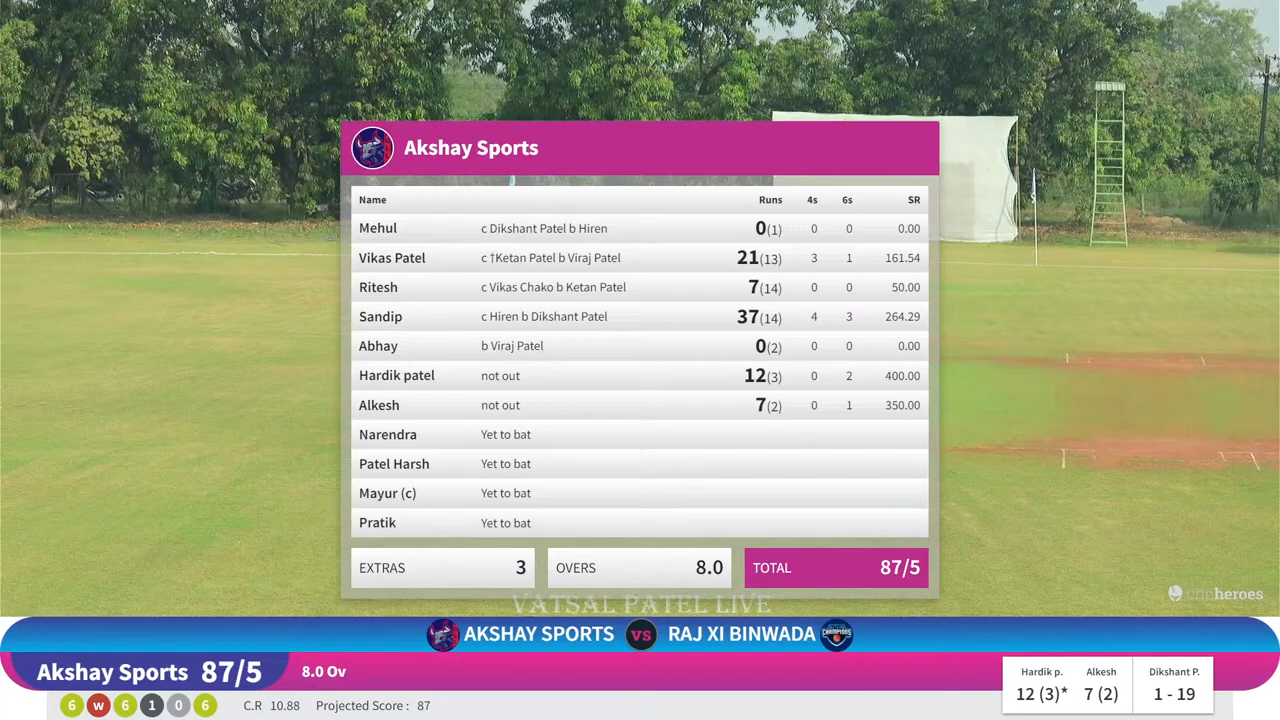 Akshay Sports
Name Runs 4s 6s SR
Mehul c Dikshant Patel b Hiren 0(1) 0 0 0.00
Vikas Patel c †Ketan Patel b Viraj Patel 21(13) 3 1 161.54
Ritesh c Vikas Chako b Ketan Patel 7(14) 0 0 50.00
Sandip c Hiren b Dikshant Patel 37(14) 4 3 264.29
Abhay b Viraj Patel 0(2) 0 0 0.00
Hardik patel not out 12(3) 0 2 400.00
Alkesh not out 7(2) 0 1 350.00
Narendra Yet to bat
Patel Harsh Yet to bat
Mayur (c) Yet to bat
Pratik Yet to bat
EXTRAS 3 OVERS 8.0 TOTAL 87/5
VATSAL PATEL LIVE
AKSHAY SPORTS VS RAJ XI BINWADA CHAMPIONS
Akshay Sports 87/5 8.0 Ov
Hardik p. Alkesh Dikshant P.
12 (3)* 7 (2) 1 - 19
6 w 6 1 0 6 C.R 10.88 Projected Score : 87